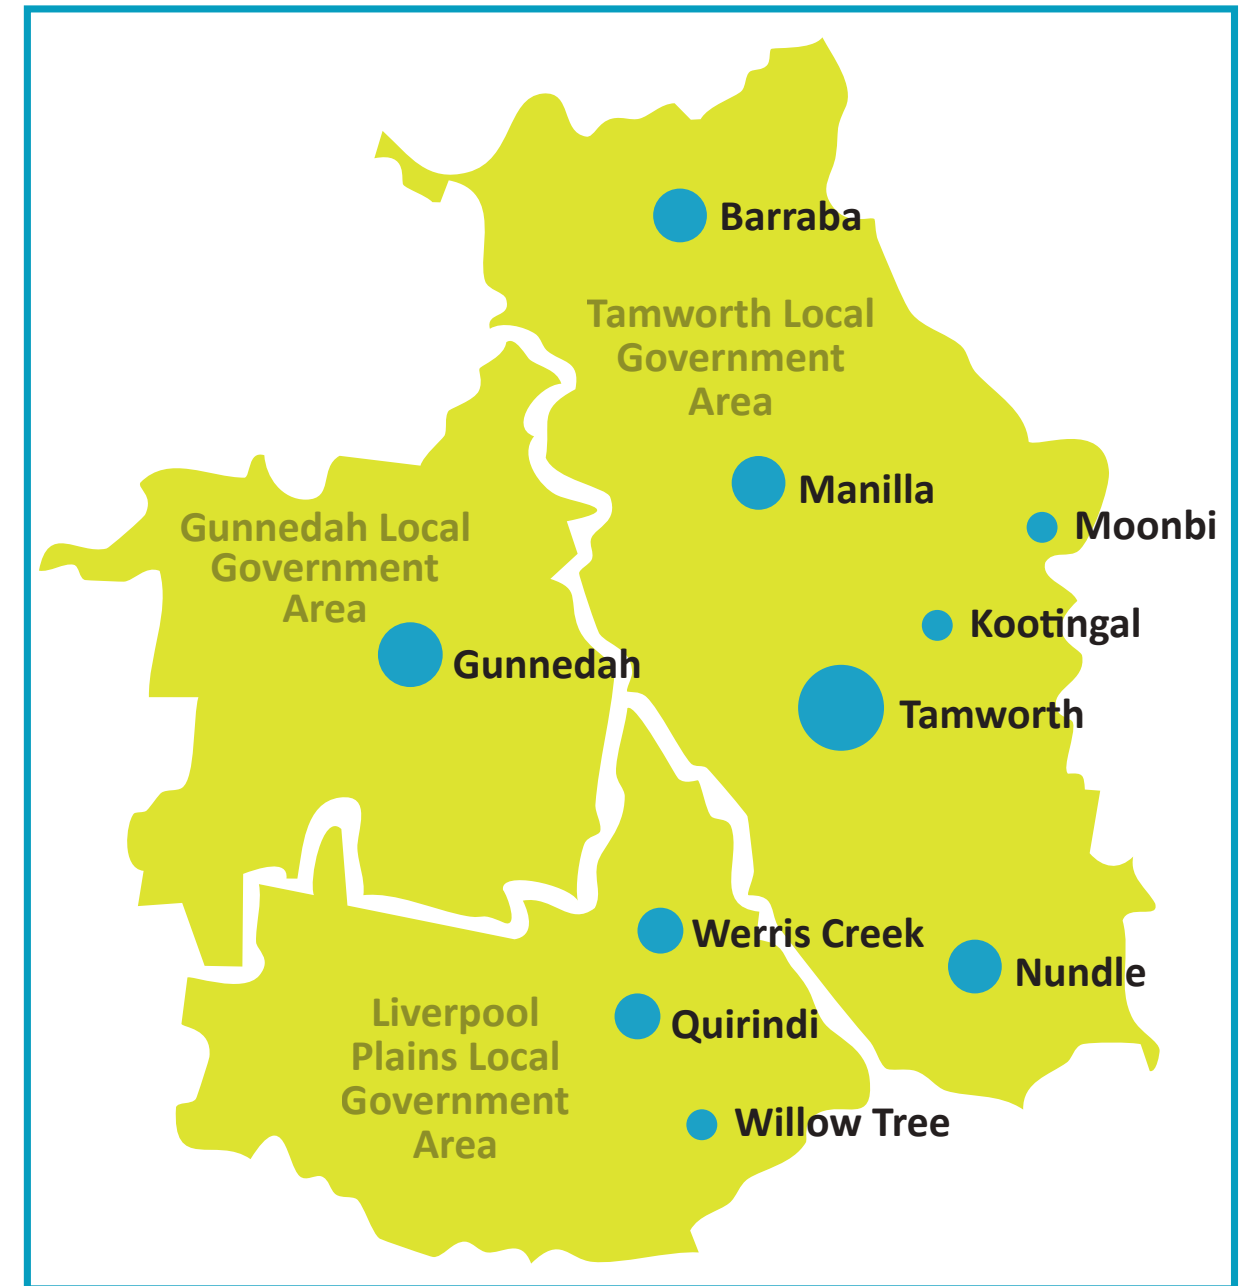 Barraba
Tamworth Local
Government
Area
Manilla
Moonbi
Gunnedah Local
Government
Area
Kootingal
Gunnedah
Tamworth
Werris Creek
Nundle
Quirindi
Liverpool
Plains Local
Government
Area
Willow Tree